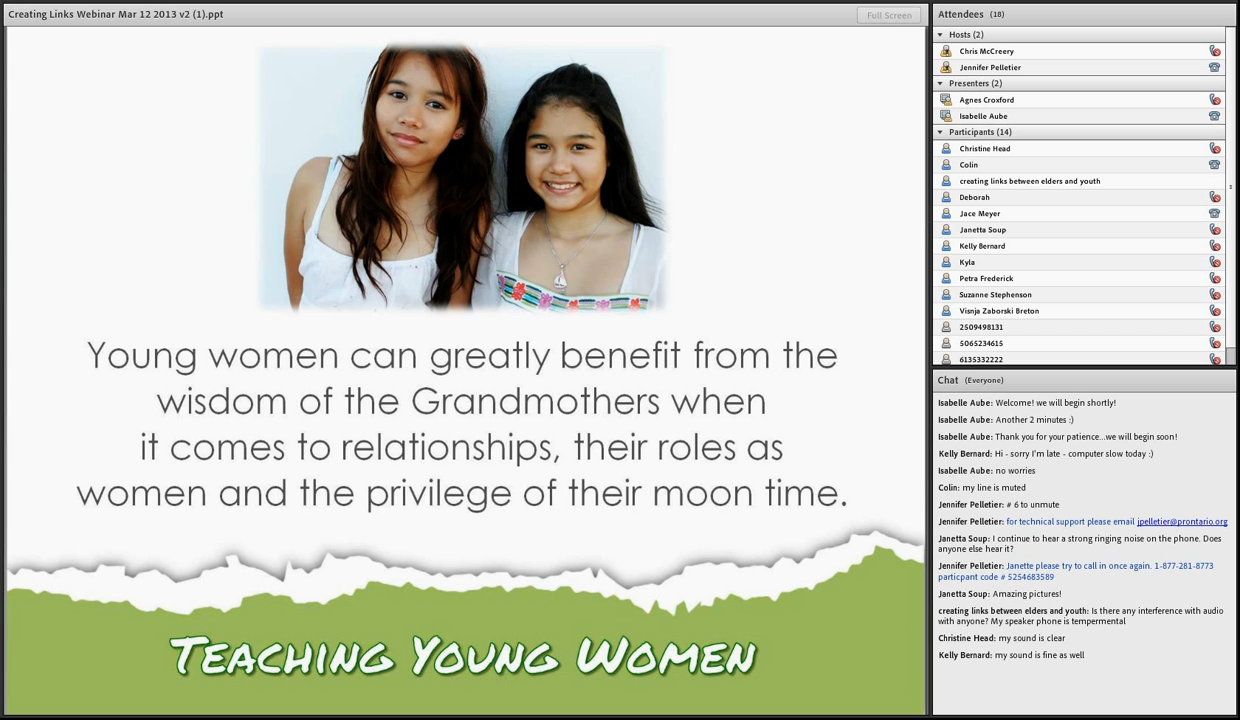 Creating Links Webinar Mar 12 2013 v2 (1).ppt
Full Screen
Young women can greatly benefit from the
wisdom of the Grandmothers when
it comes to relationships, their roles as
women and the privilege of their moon time.
Teaching Young Women
Attendees (18)
Hosts (2)
Chris McCreery
Jennifer Pelletier
Presenters (2)
Agnes Croxford
Isabelle Aube
Participants (14)
Christine Head
Colin
creating links between elders and youth
Deborah
Jace Meyer
Janetta Soup
Kelly Bernard
Kyla
Petra Frederick
Suzanne Stephenson
Visnja Zaborski Breton
2509498131
5065234615
6135332222
Chat (Everyone)
Isabelle Aube: Welcome! we will begin shortly!
Isabelle Aube: Another 2 minutes :)
Isabelle Aube: Thank you for your patience...we will begin soon!
Kelly Bernard: Hi - sorry I'm late - computer slow today :)
Isabelle Aube: no worries
Colin: my line is muted
Jennifer Pelletier: # 6 to unmute
Jennifer Pelletier: for technical support please email jpelletier@prontario.org
Janetta Soup: I continue to hear a strong ringing noise on the phone. Does
anyone else hear it?
Jennifer Pelletier: Janette please try to call in once again. 1-877-281-8773
particpant code # 5254683589
Janetta Soup: Amazing pictures!
creating links between elders and youth: Is there any interference with audio
with anyone? My speaker phone is tempermental
Christine Head: my sound is clear
Kelly Bernard: my sound is fine as well